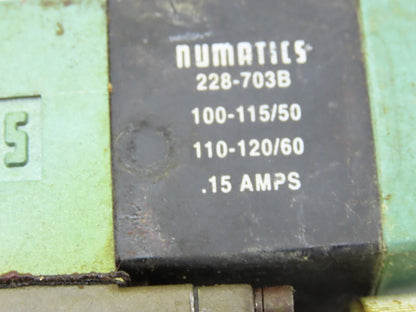 NUMATICS
228-703B
100-115/50
110-120/60
.15 AMPS
S